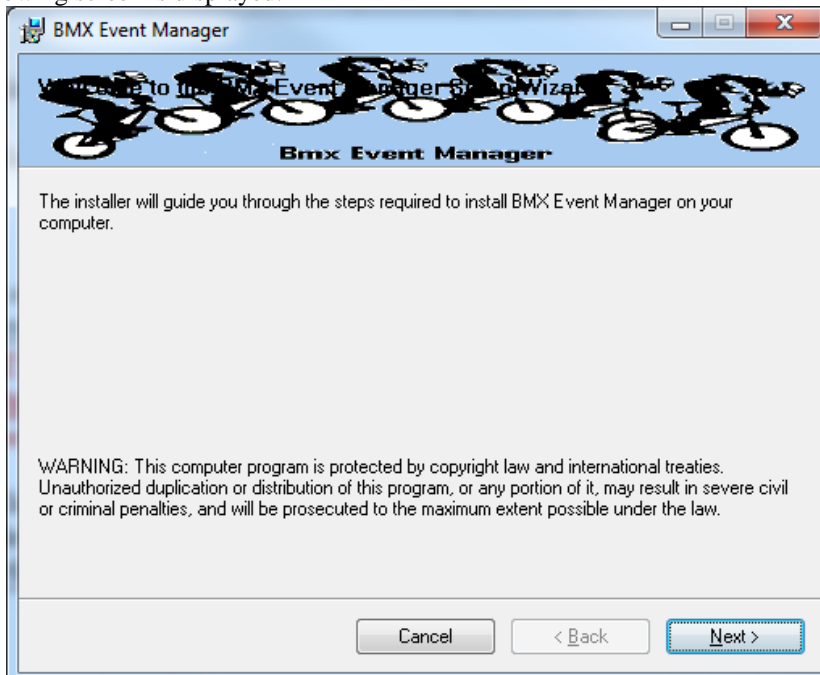 BMX Event Manager
to Event
Bmx Event Manager
The installer will guide you through the steps required to install BMX Event Manager on your
computer.
WARNING: This computer program is protected by copyright law and international treaties.
Unauthorized duplication or distribution of this program, or any portion of it, may result in severe civil
or criminal penalties, and will be prosecuted to the maximum extent possible under the law.
Cancel < Back Next >